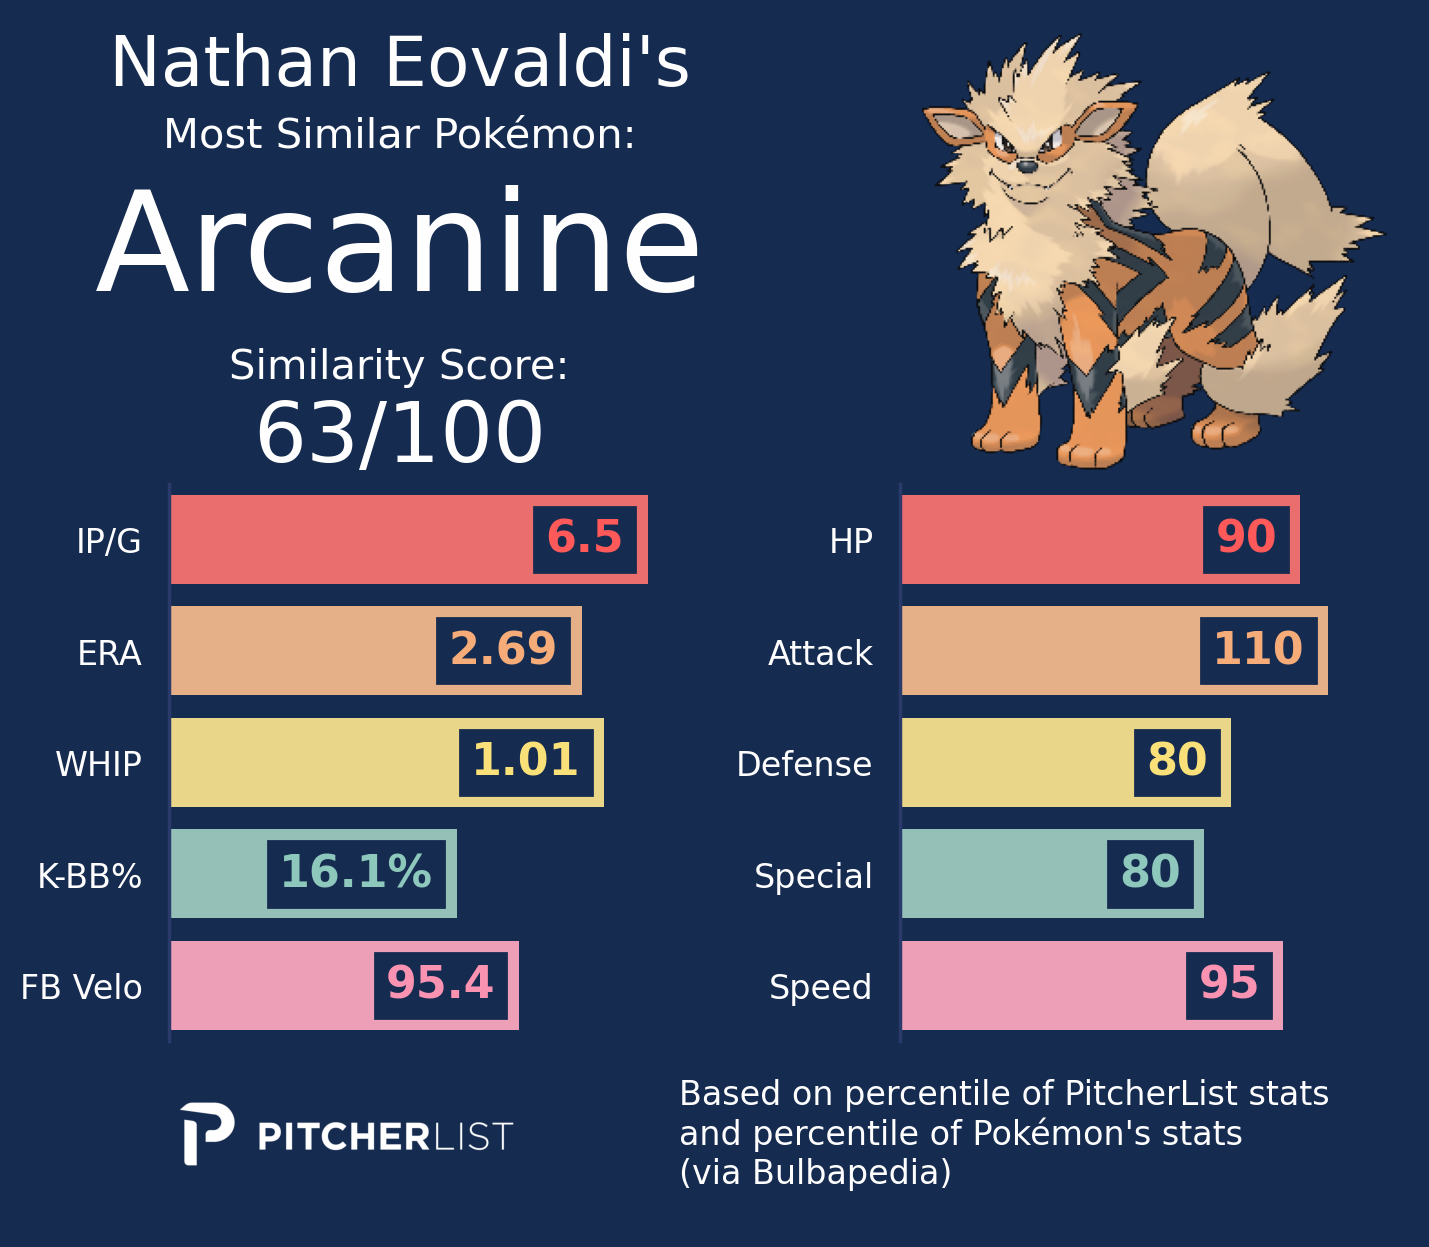 Nathan Eovaldi's
Most Similar Pokémon:
Arcanine
Similarity Score:
63/100
IP/G 6.5
ERA 2.69
WHIP 1.01
K-BB% 16.1%
FB Velo 95.4
HP 90
Attack 110
Defense 80
Special 80
Speed 95
PITCHERLIST
Based on percentile of PitcherList stats
and percentile of Pokémon's stats
(via Bulbapedia)